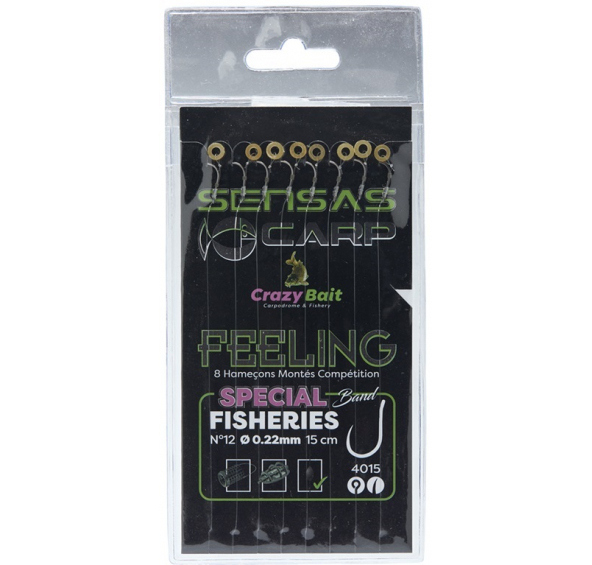 SENSAS
CARP
Crazy Bait
Carpodrome & Fishery
FEELING
8 Hameçons Montés Compétition
SPECIAL Band
FISHERIES
N°12 Ø 0.22mm 15 cm
4015